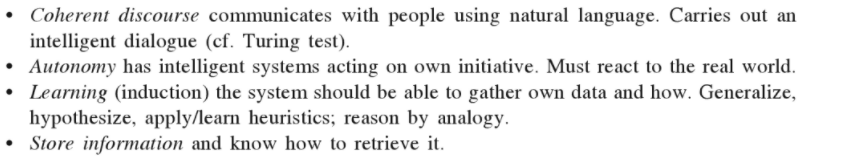 • Coherent discourse communicates with people using natural language. Carries out an
intelligent dialogue (cf. Turing test).
• Autonomy has intelligent systems acting on own initiative. Must react to the real world.
• Learning (induction) the system should be able to gather own data and how. Generalize,
hypothesize, apply/learn heuristics; reason by analogy.
• Store information and know how to retrieve it.